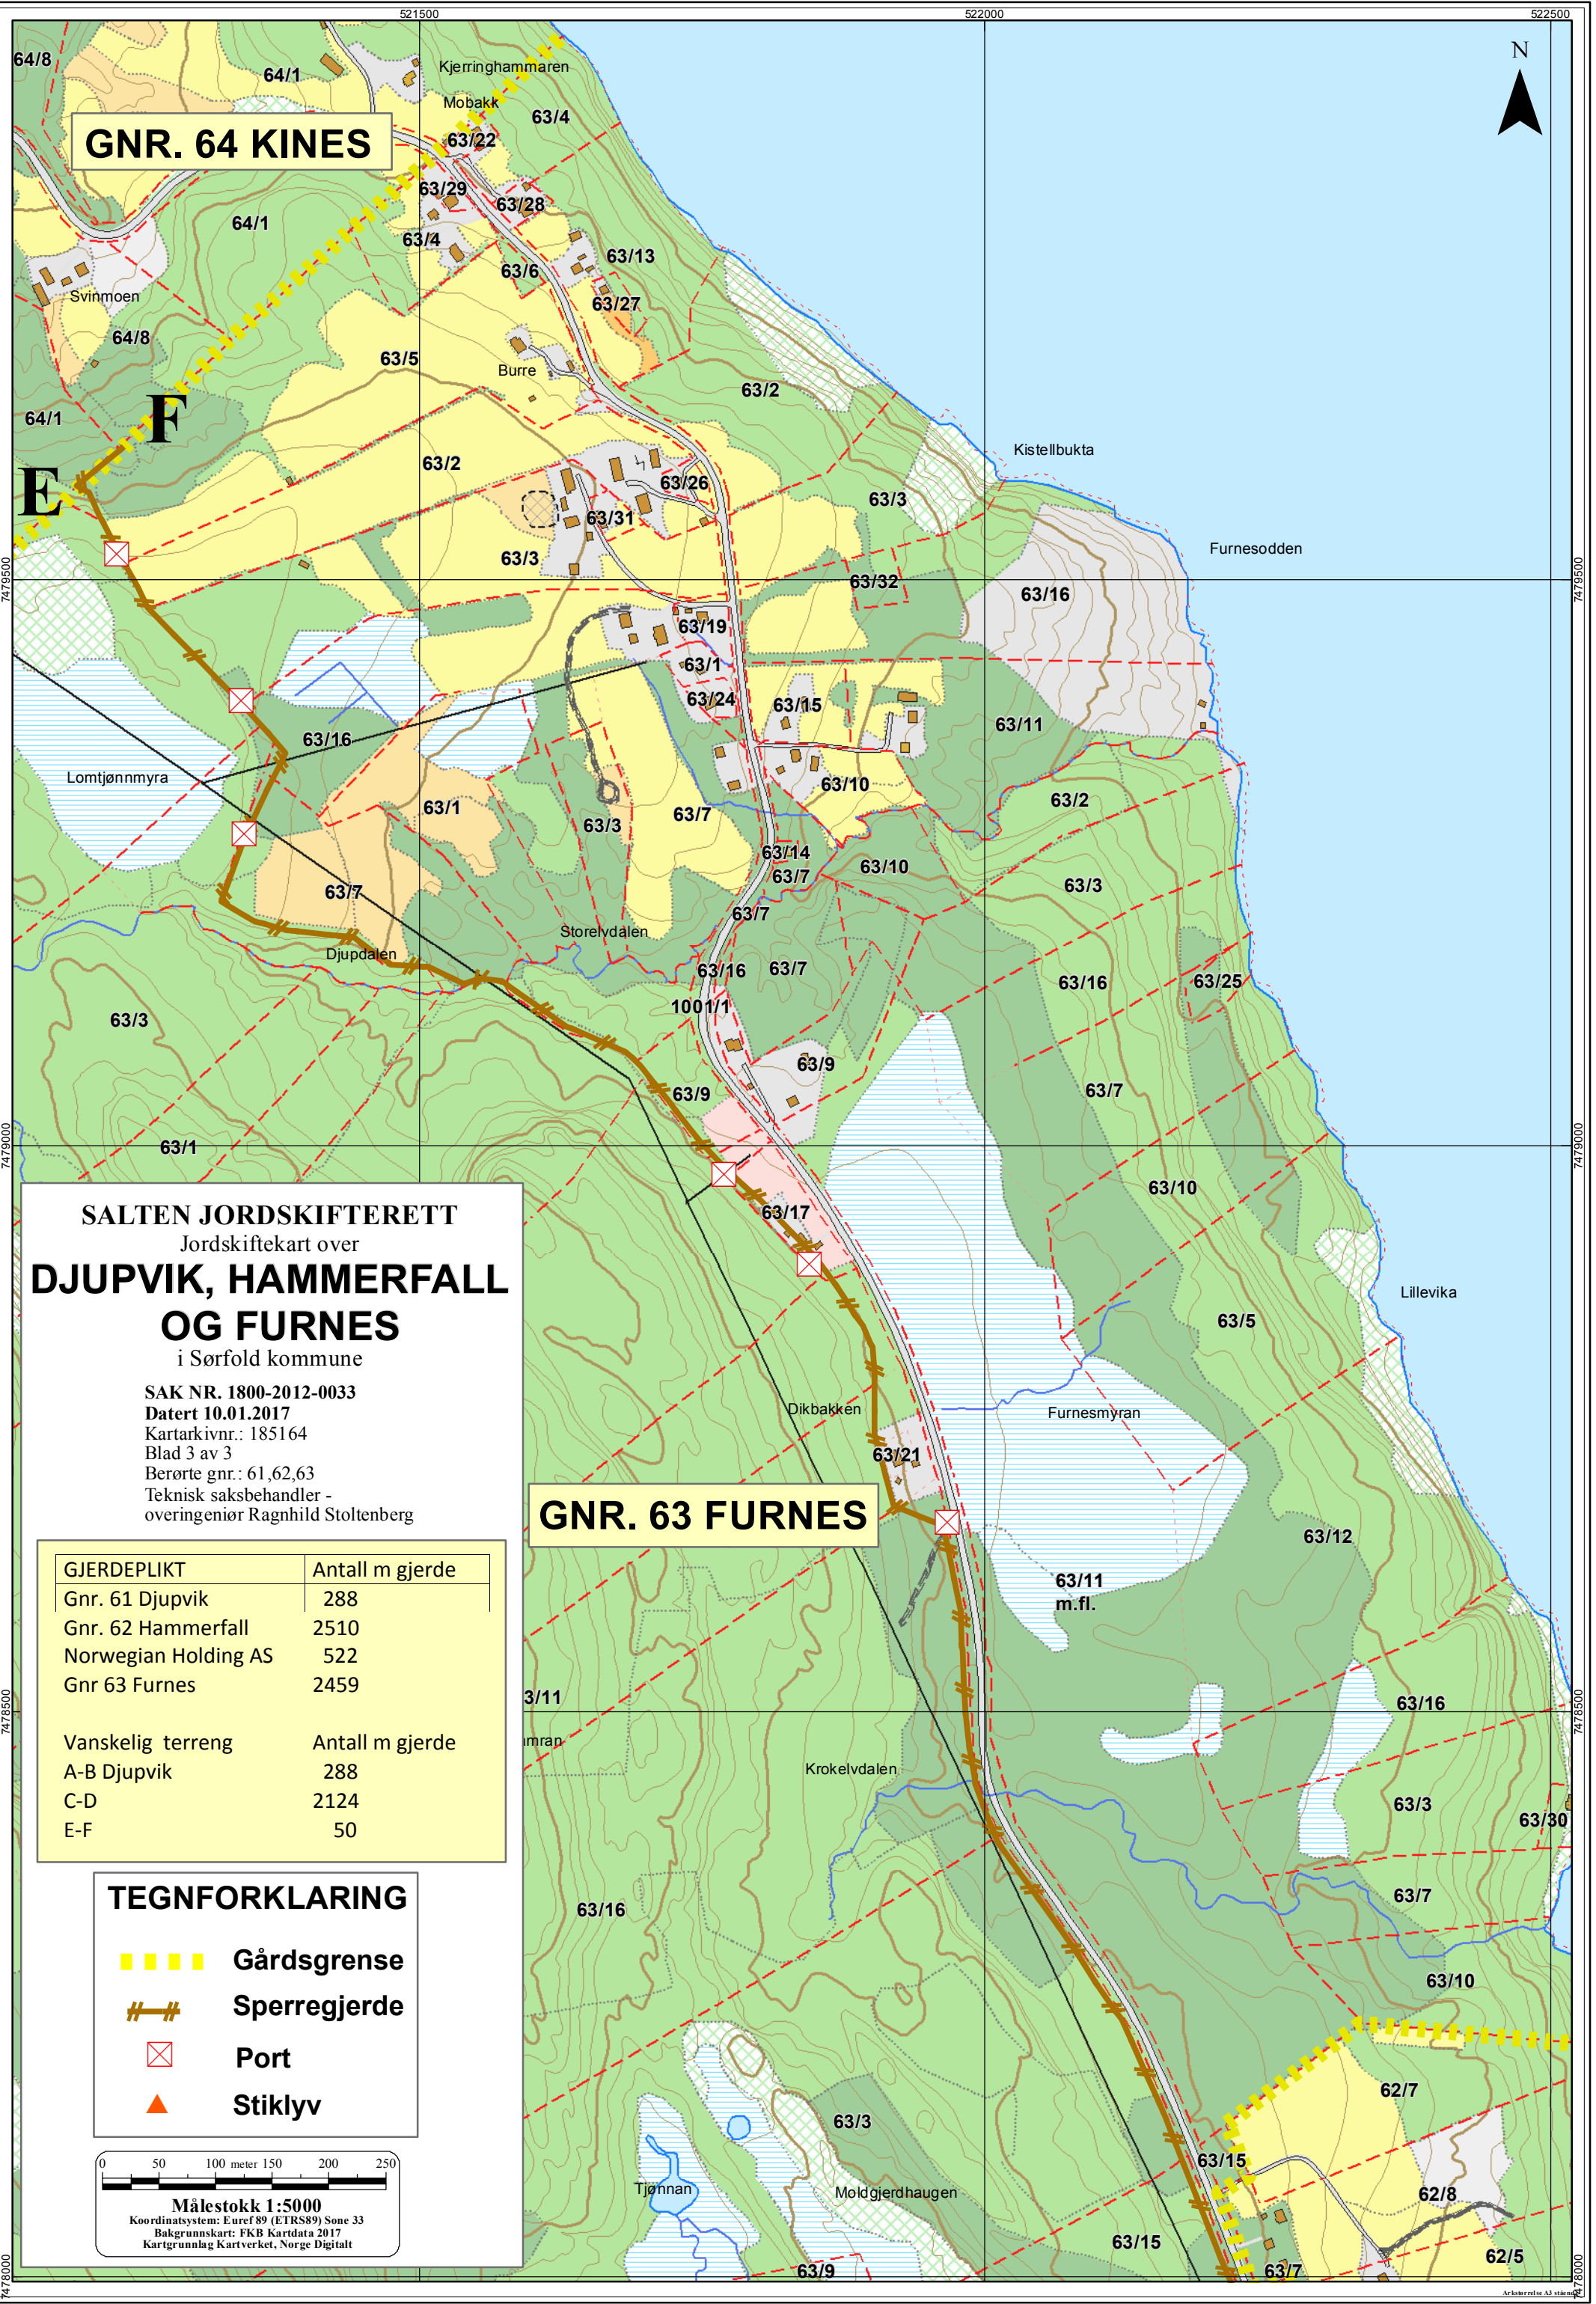 521500
522000
522500
64/8
64/1
Kjerringhammaren
N
Mobakk
63/4
GNR. 64 KINES
63/22
63/29
63/28
64/1
63/4
63/13
63/6
Svinmoen
63/27
64/8
63/5
Burre
63/2
64/1
F
Kistellbukta
63/2
E
63/26
63/3
63/31
Furnesodden
63/3
7479500
63/32
63/16
7479500
63/19
63/1
63/24
63/15
63/11
63/16
Lomtjønnmyra
63/10
63/2
63/1
63/7
63/3
63/14
63/10
63/7
63/3
63/7
63/7
Storelvdalen
Djupdalen
63/16
63/7
63/16
63/25
1001/1
63/3
63/9
63/9
63/7
7479000
63/1
7479000
63/10
63/17
SALTEN JORDSKIFTERETT
Jordskiftekart over
DJUPVIK, HAMMERFALL
OG FURNES
i Sørfold kommune
SAK NR. 1800-2012-0033
Datert 10.01.2017
Kartarkivnr.: 185164
Blad 3 av 3
Berørte gnr.: 61,62,63
Teknisk saksbehandler -
overingeniør Ragnhild Stoltenberg
Lillevika
63/5
Dikbakken
Furnesmyran
63/21
GNR. 63 FURNES
63/12
63/11
m.fl.
GJERDEPLIKT Antall m gjerde
Gnr. 61 Djupvik 288
Gnr. 62 Hammerfall 2510
Norwegian Holding AS 522
Gnr 63 Furnes 2459
Vanskelig terreng Antall m gjerde
A-B Djupvik 288
C-D 2124
E-F 50
3/11
63/16
7478500
7478500
mran
Krokelvdalen
63/3
63/30
63/7
63/16
63/10
TEGNFORKLARING
Gårdsgrense
Sperregjerde
Port
Stiklyv
62/7
63/3
63/15
Tjønnan
Moldgjerdhaugen
62/8
63/15
62/5
63/9
63/7
0 50 100 meter 150 200 250
Målestokk 1:5000
Koordinatsystem: Euref 89 (ETRS89) Sone 33
Bakgrunnskart: FKB Kartdata 2017
Kartgrunnlag Kartverket, Norge Digitalt
7478000
7478000
Arkstørrelse A3 stående